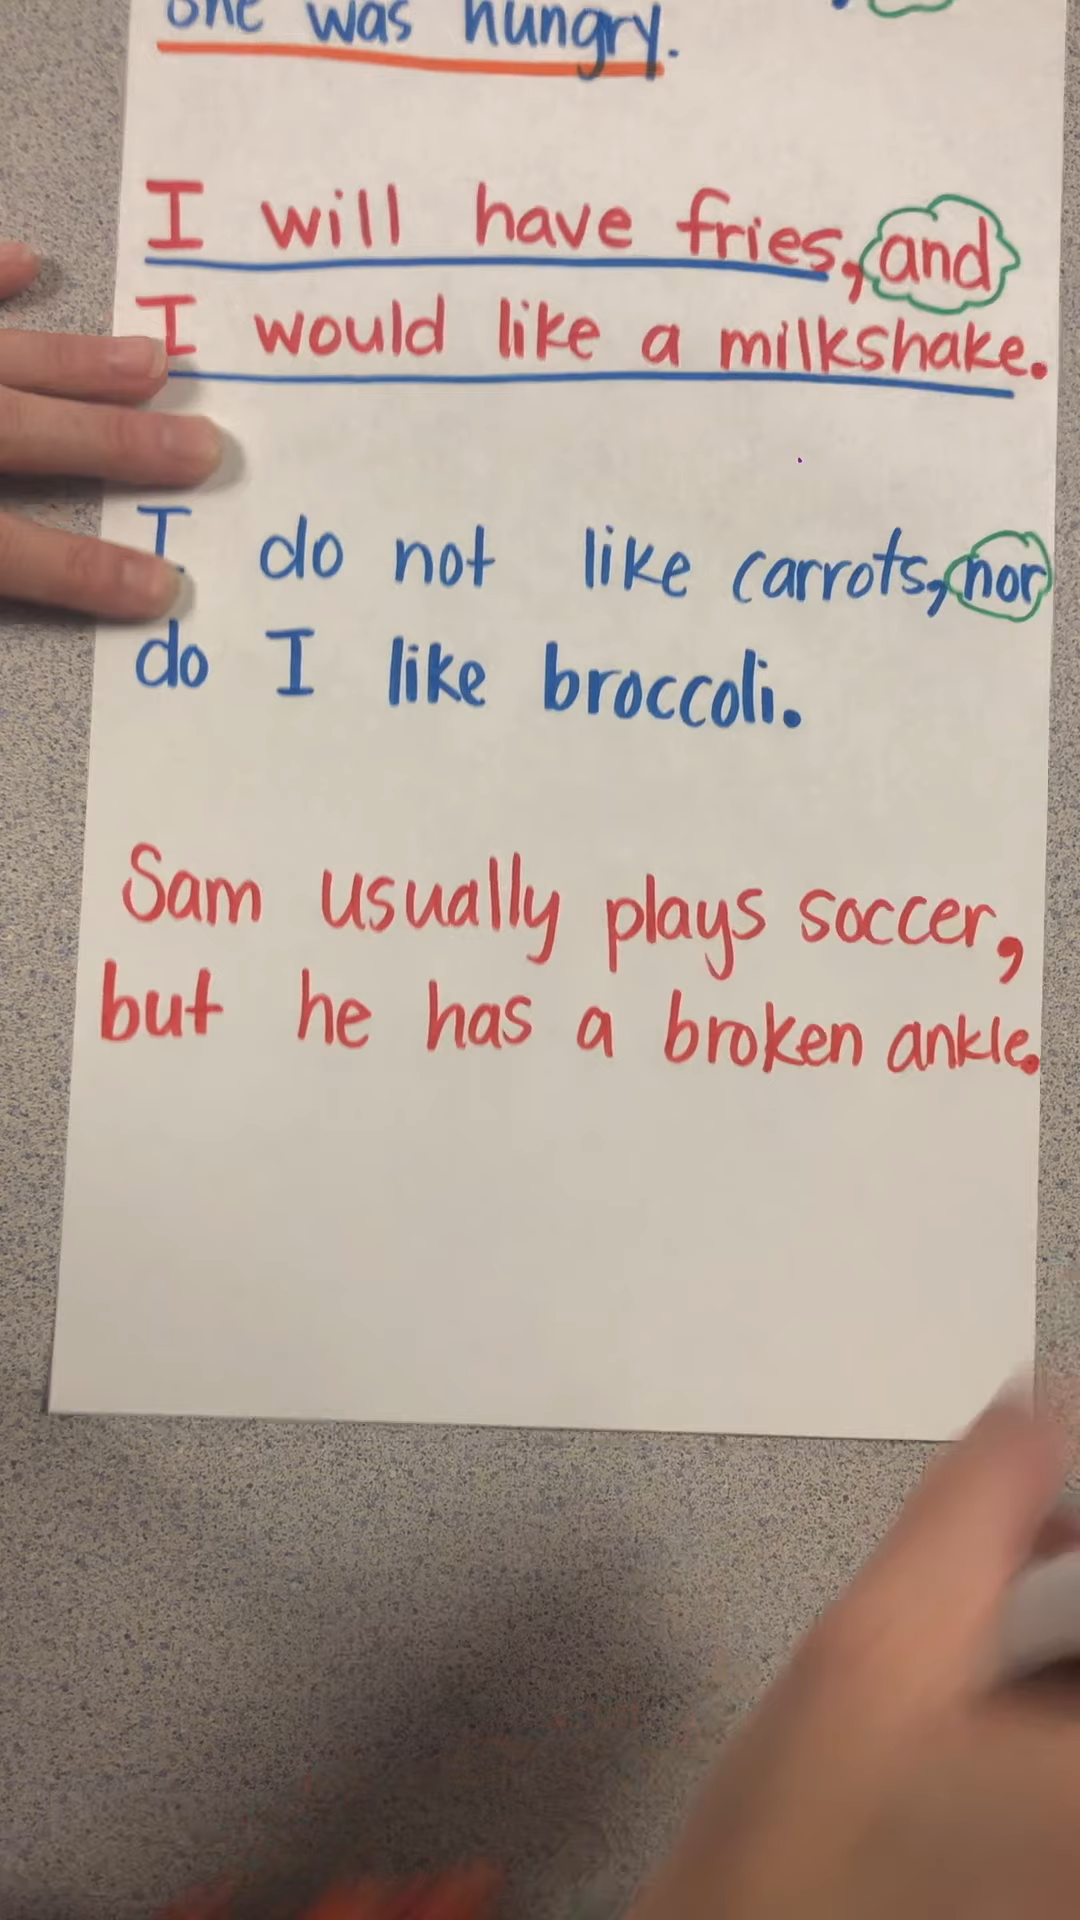 she was hungry.
I will have fries, and
I would like a milkshake.
I do not like carrots, nor
do I like broccoli.
Sam usually plays soccer,
but he has a broken ankle.